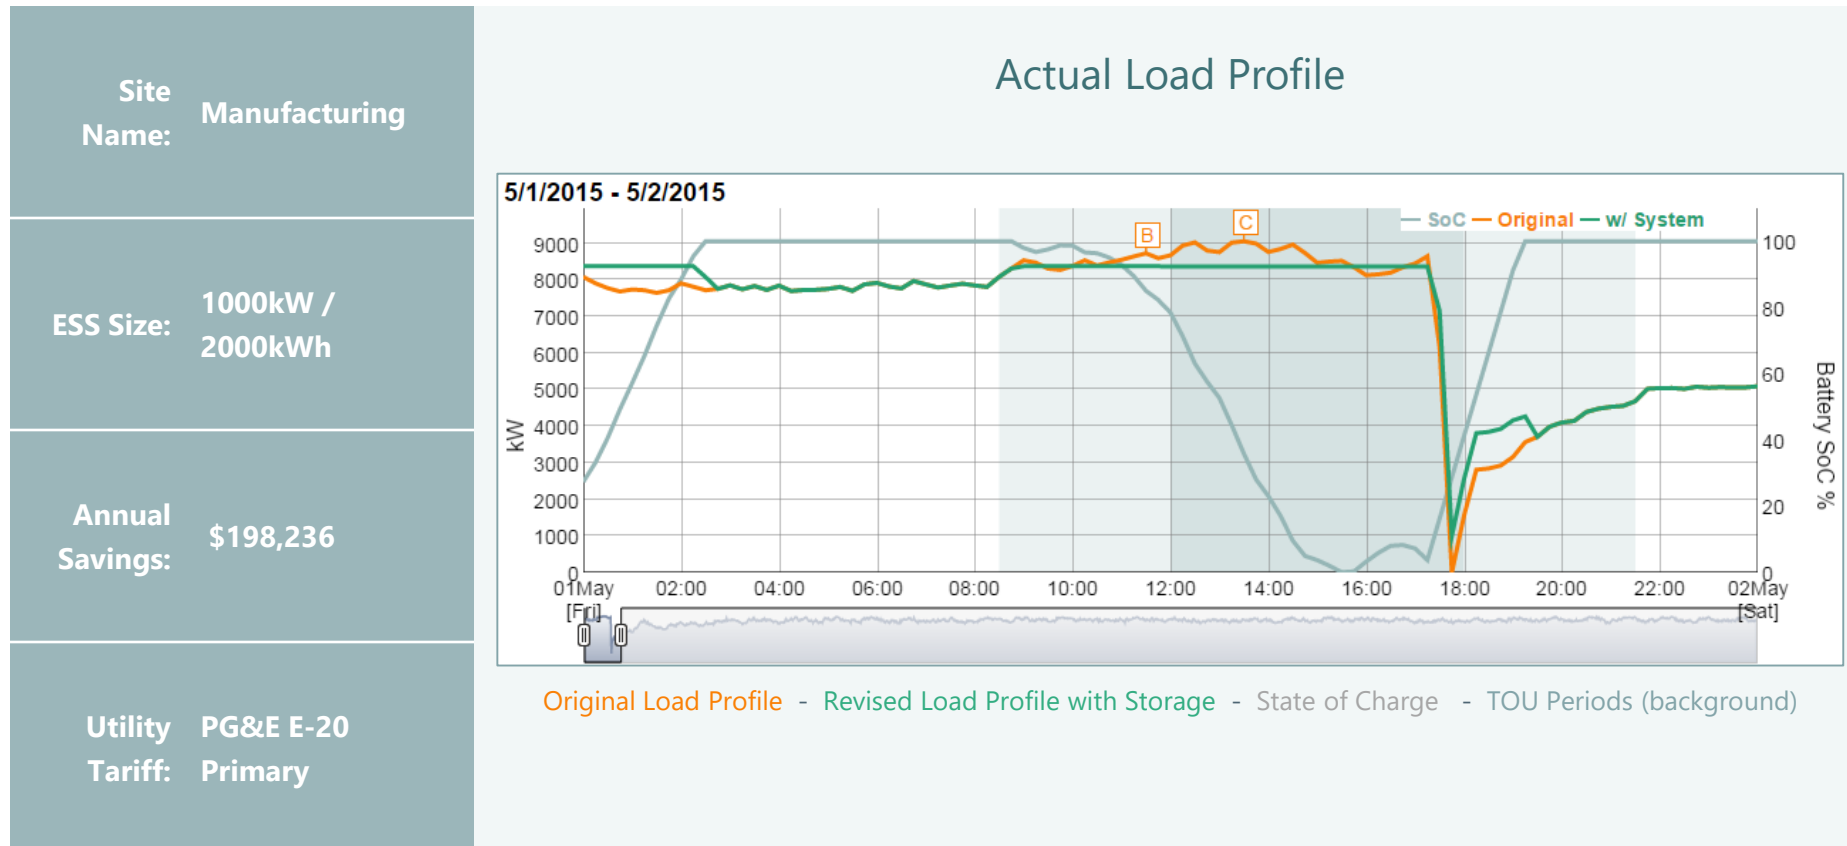 Site
Name:
Manufacturing
ESS Size:
1000kW /
2000kWh
Annual
Savings:
$198,236
Utility
Tariff:
PG&E E-20
Primary
Actual Load Profile
5/1/2015 - 5/2/2015
SoC Original w/ System
B
C
9000
8000
7000
6000
5000
4000
3000
2000
1000
0
kW
100
80
60
40
20
0
Battery SoC %
01May 02:00 04:00 06:00 08:00 10:00 12:00 14:00 16:00 18:00 20:00 22:00 02May
[Fri] [Sat]
Original Load Profile - Revised Load Profile with Storage - State of Charge - TOU Periods (background)